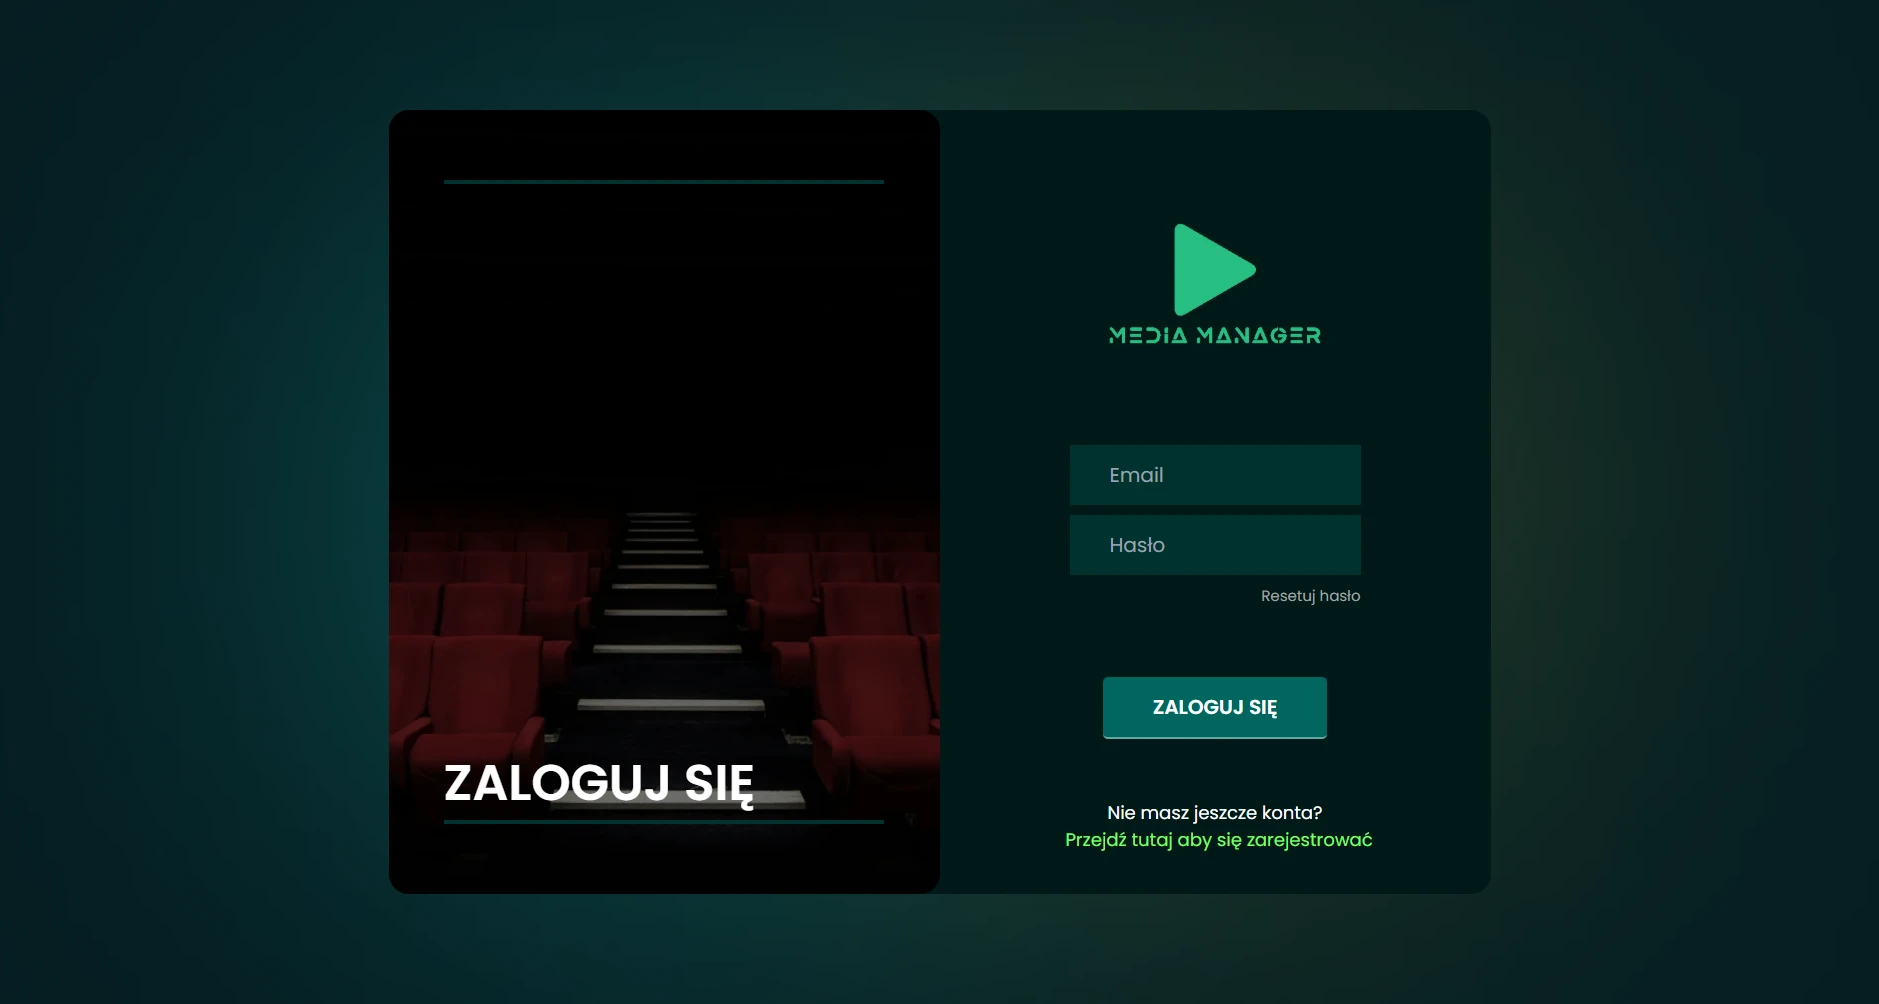 ZALOGUJ SIĘ
MEDIA MANAGER
Email
Hasło
Resetuj hasło
ZALOGUJ SIĘ
Nie masz jeszcze konta?
Przejdź tutaj aby się zarejestrować